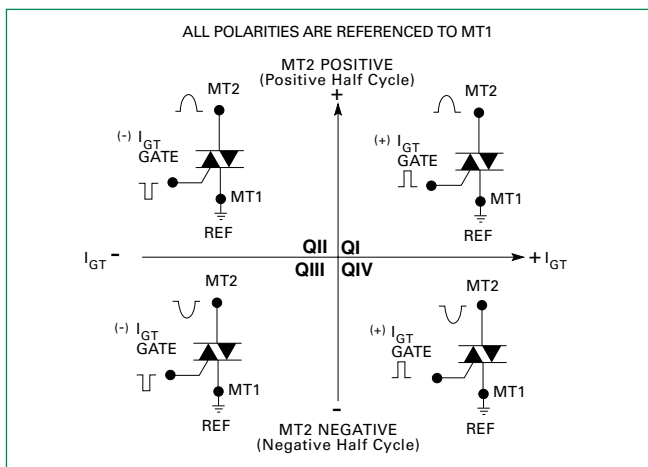 ALL POLARITIES ARE REFERENCED TO MT1
MT2 POSITIVE
(Positive Half Cycle)
+
MT2
(-) IGT
GATE
MT1
REF
MT2
(+) IGT
GATE
MT1
REF
IGT -
QII QI
QIII QIV
+ IGT
MT2
(-) IGT
GATE
MT1
REF
MT2
(+) IGT
GATE
MT1
REF
-
MT2 NEGATIVE
(Negative Half Cycle)